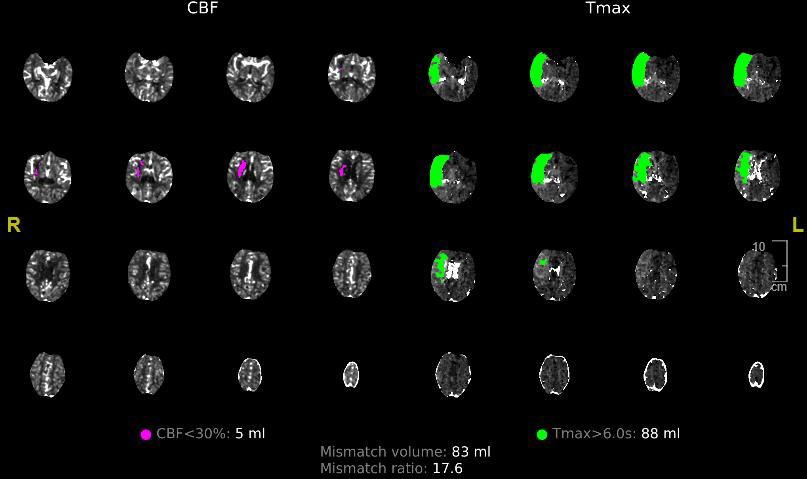 CBF Tmax
R L
10
cm
CBF<30%: 5 ml Tmax>6.0s: 88 ml
Mismatch volume: 83 ml
Mismatch ratio: 17.6